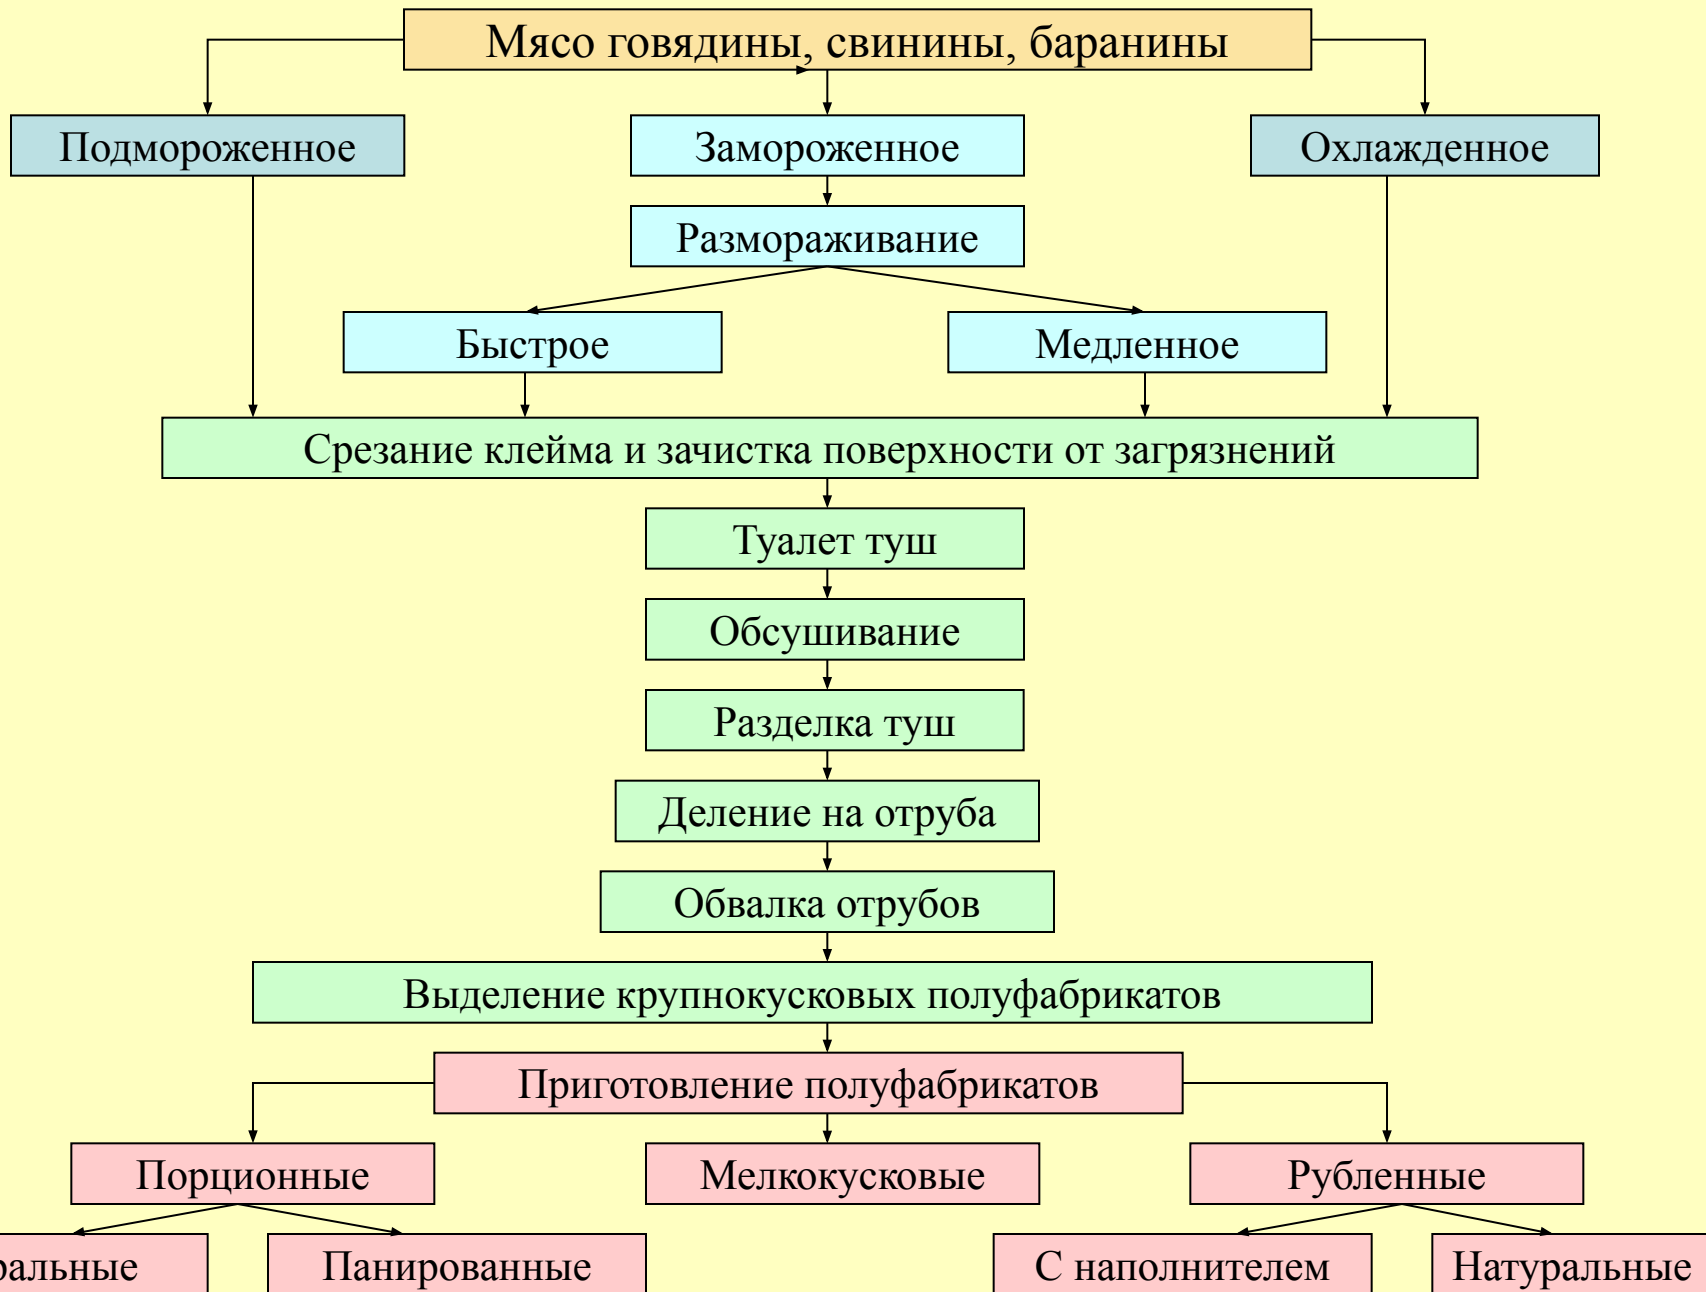 Мясо говядины, свинины, баранины
Подмороженное
Замороженное
Охлажденное
Размораживание
Быстрое
Медленное
Срезание клейма и зачистка поверхности от загрязнений
Туалет туш
Обсушивание
Разделка туш
Деление на отруба
Обвалка отрубов
Выделение крупнокусковых полуфабрикатов
Приготовление полуфабрикатов
Порционные
Мелкокусковые
Рубленные
Панированные
С наполнителем
Натуральные